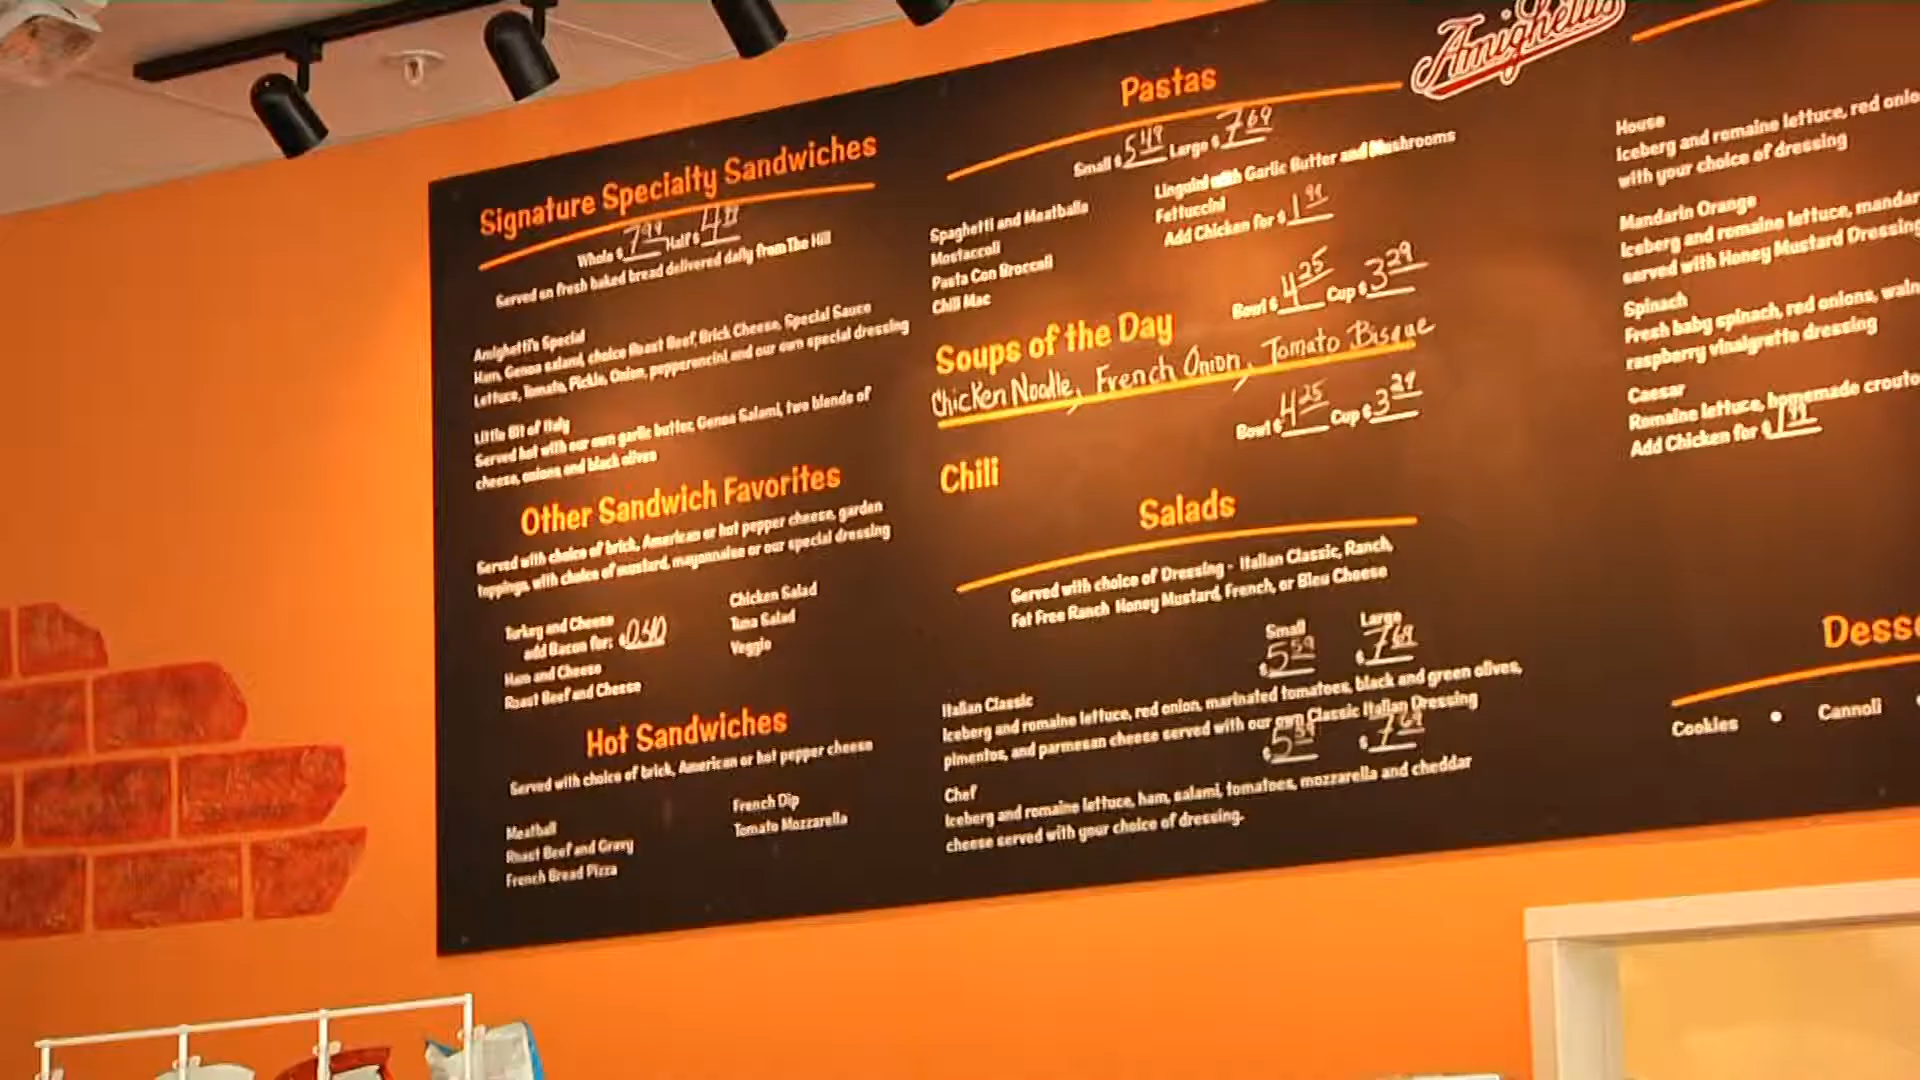 Signature Specialty Sandwiches
Whole $ 7.99 Half $
Served on fresh baked bread delivered daily from The Hill
Amighetti's Special
Ham, Genoa salami, choice Roast Beef, Brick Cheese, Special Sauce
Lettuce, Tomato, Pickle, Onion, pepperoncini and our own special dressing
Little Bit of Italy
Served hot with our own garlic butter, Genoa Salami, two blends of
cheese, onions and black olives
Other Sandwich Favorites
Served with choice of brick, American or hot pepper cheese, garden
toppings, with choice of mustard, mayonnaise or our special dressing
Turkey and Cheese
add Bacon for: $
Ham and Cheese
Roast Beef and Cheese
Chicken Salad
Tuna Salad
Veggie
Hot Sandwiches
Served with choice of brick, American or hot pepper cheese
Meatball
Roast Beef and Gravy
French Bread Pizza
French Dip
Tomato Mozzarella
Pastas
Small $ 5.49 Large $ 7.69
Spaghetti and Meatballs
Mostaccoli
Pasta Con Broccoli
Chili Mac
Linguini with Garlic Butter and Mushrooms
Fettuccini
Add Chicken for $ 1.99
Bowl $ 4.25 Cup $ 3.29
Soups of the Day
Chicken Noodle, French Onion, Tomato Bisque
Bowl $ 4.25 Cup $ 3.29
Chili
Salads
Served with choice of Dressing - Italian Classic, Ranch,
Fat Free Ranch Honey Mustard, French, or Bleu Cheese
Small Large
$ 5.59 $ 7.69
Italian Classic
Iceberg and romaine lettuce, red onion, marinated tomatoes, black and green olives,
pimentos, and parmesan cheese served with our own Classic Italian Dressing
$ 5.59 $ 7.69
Chef
Iceberg and romaine lettuce, ham, salami, tomatoes, mozzarella and cheddar
cheese served with your choice of dressing.
Amighetti's
House
Iceberg and romaine lettuce, red
with your choice of dressing
Mandarin Orange
Iceberg and romaine lettuce,
served with Honey Mustard Dressing
Spinach
Fresh baby spinach, red onions,
raspberry vinaigrette dressing
Caesar
Romaine lettuce, homemade
Add Chicken for $ 1.99
Cookies • Cannoli •